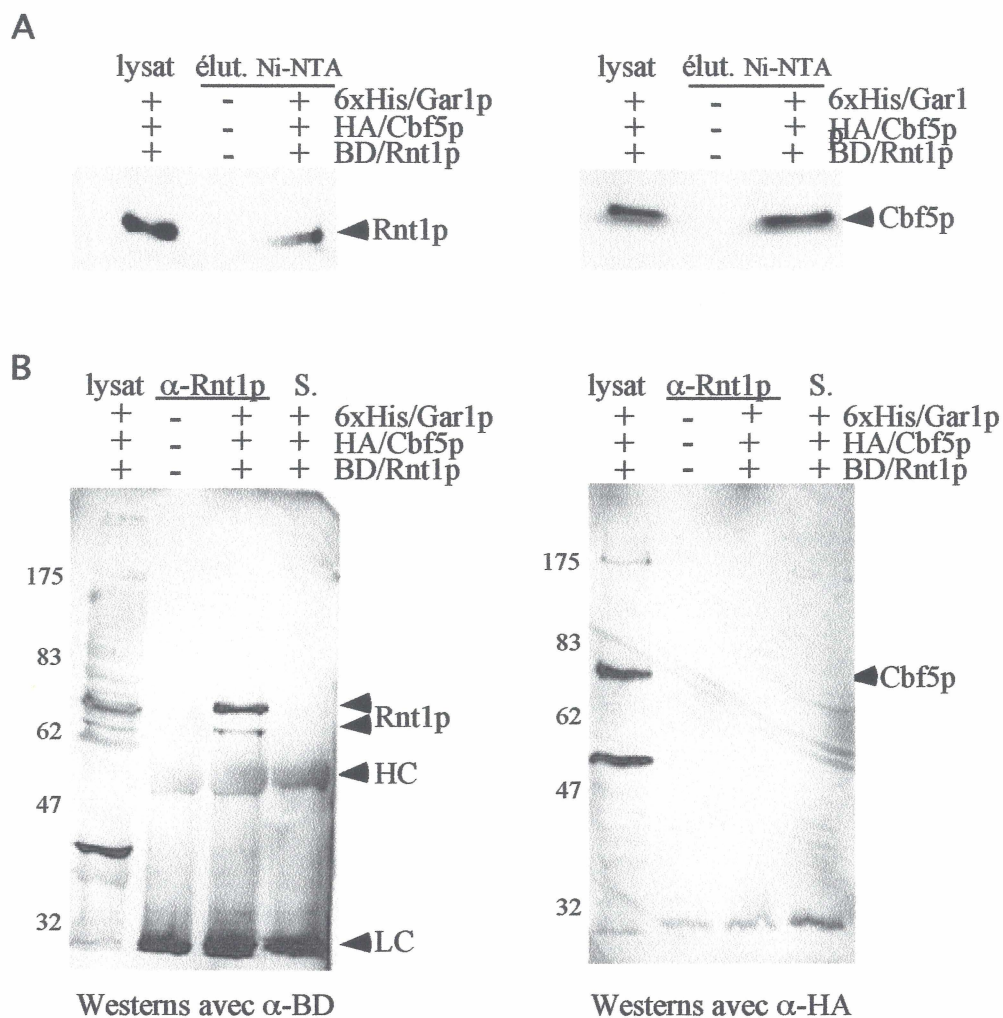 A
lysat élut. Ni-NTA
+ - + 6xHis/Gar1p
+ - + HA/Cbf5p
+ - + BD/Rnt1p
Rnt1p
lysat élut. Ni-NTA
+ - + 6xHis/Gar1
p
+ - + HA/Cbf5p
+ - + BD/Rnt1p
Cbf5p
B
lysat α-Rnt1p S.
+ - + + 6xHis/Gar1p
+ - + + HA/Cbf5p
+ - + + BD/Rnt1p
175
83
62
47
32
Rnt1p
HC
LC
Westerns avec α-BD
lysat α-Rnt1p S.
+ - + + 6xHis/Gar1p
+ - + + HA/Cbf5p
+ - + + BD/Rnt1p
175
83
62
47
32
Cbf5p
Westerns avec α-HA